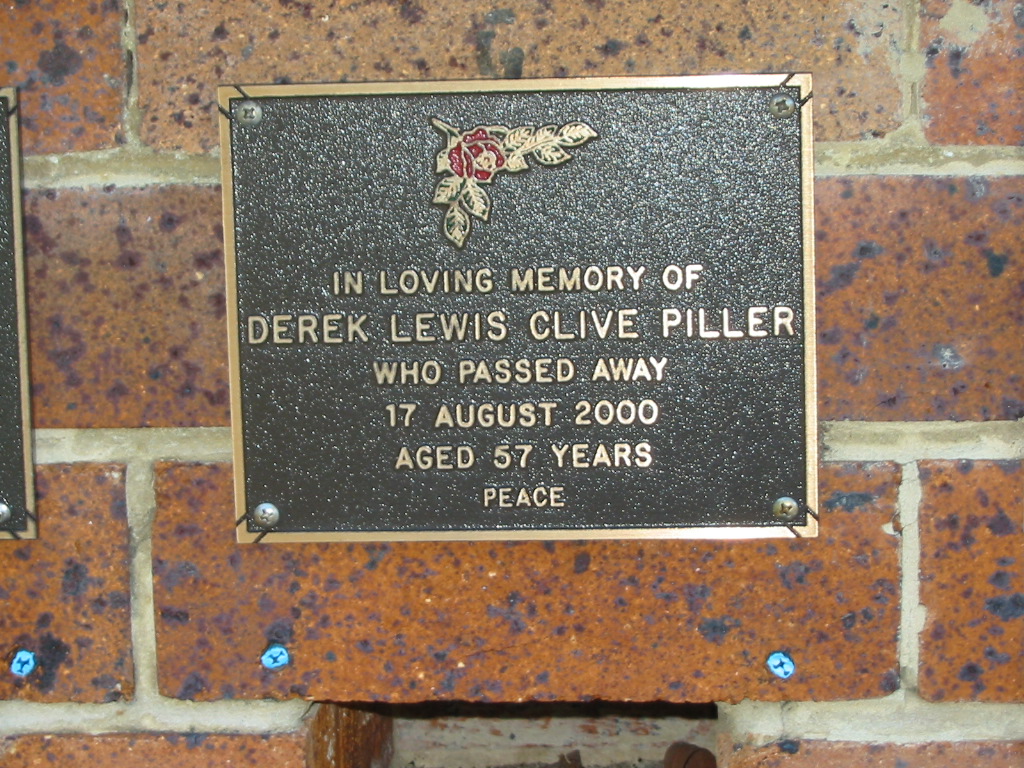 IN LOVING MEMORY OF
DEREK LEWIS CLIVE PILLER
WHO PASSED AWAY
17 AUGUST 2000
AGED 57 YEARS
PEACE